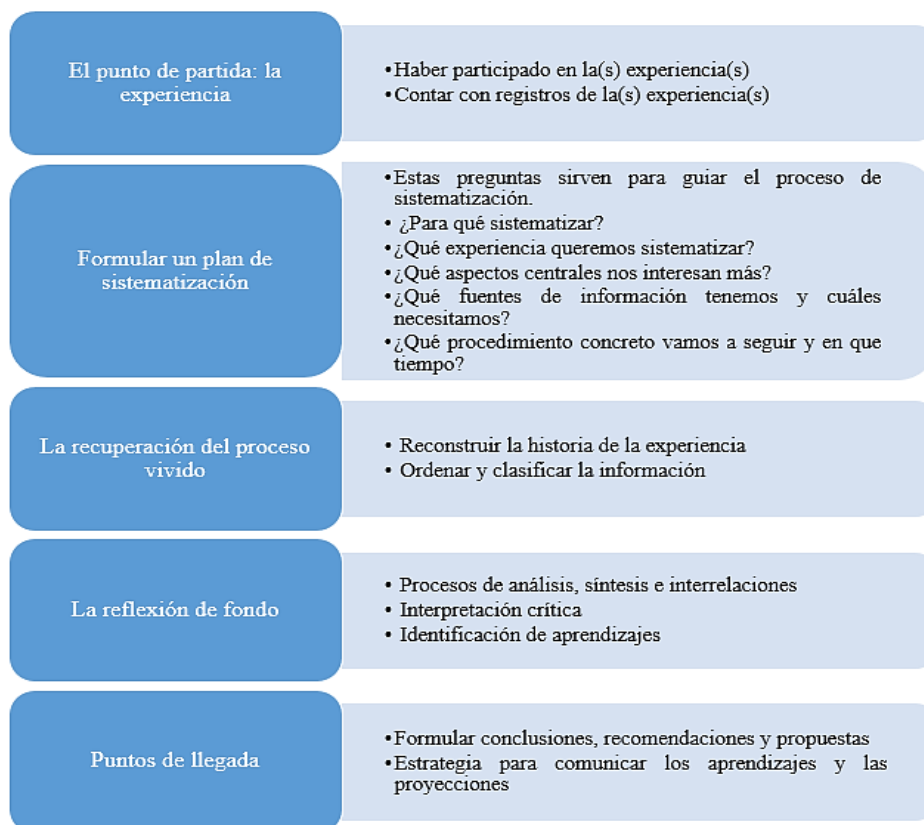 El punto de partida: la
experiencia
•Haber participado en la(s) experiencia(s)
•Contar con registros de la(s) experiencia(s)
Formular un plan de
sistematización
•Estas preguntas sirven para guiar el proceso de
sistematización.
• ¿Para qué sistematizar?
•¿Qué experiencia queremos sistematizar?
•¿Qué aspectos centrales nos interesan más?
•¿Qué fuentes de información tenemos y cuáles
necesitamos?
•¿Qué procedimiento concreto vamos a seguir y en que
tiempo?
La recuperación del proceso
vivido
• Reconstruir la historia de la experiencia
• Ordenar y clasificar la información
La reflexión de fondo
• Procesos de análisis, síntesis e interrelaciones
• Interpretación crítica
• Identificación de aprendizajes
Puntos de llegada
•Formular conclusiones, recomendaciones y propuestas
•Estrategia para comunicar los aprendizajes y las
proyecciones